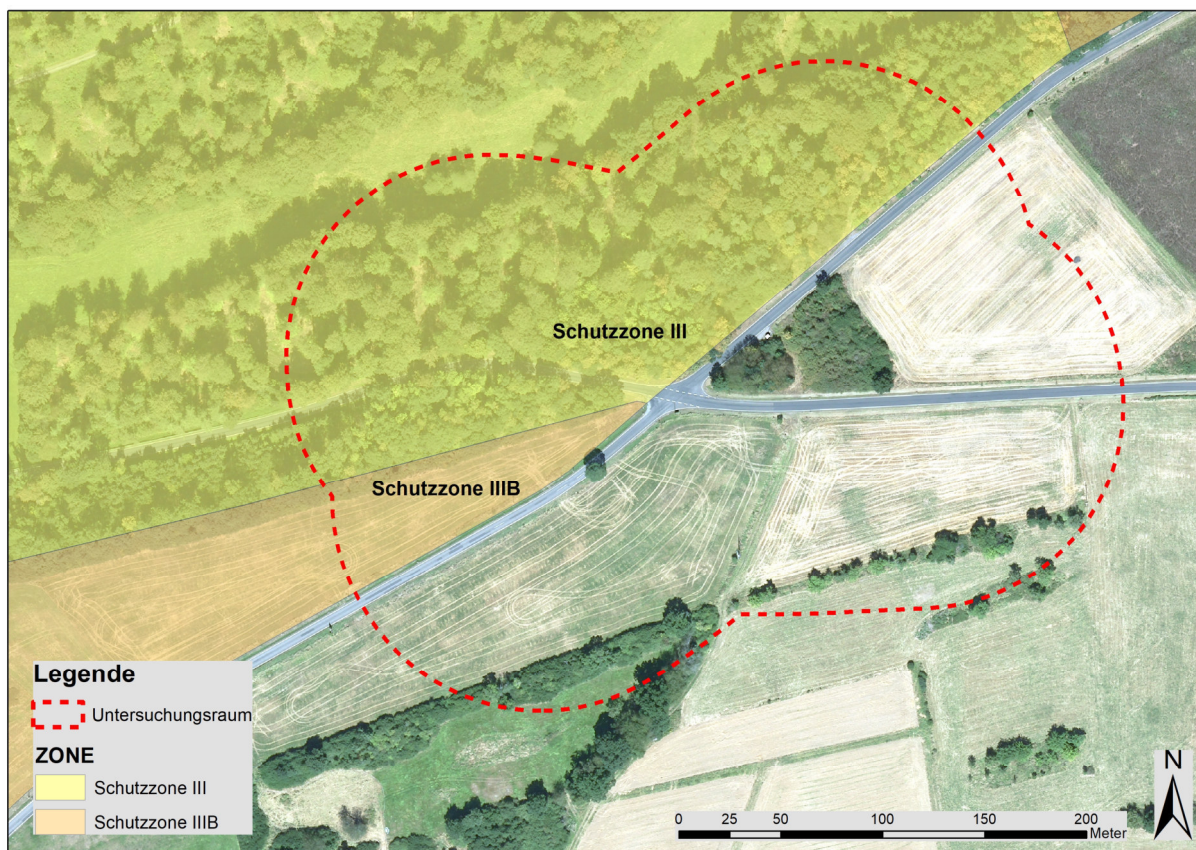 Schutzzone III
Schutzzone IIIB
Legende
Untersuchungsraum
ZONE
Schutzzone III
Schutzzone IIIB
N
0 25 50 100 150 200
Meter